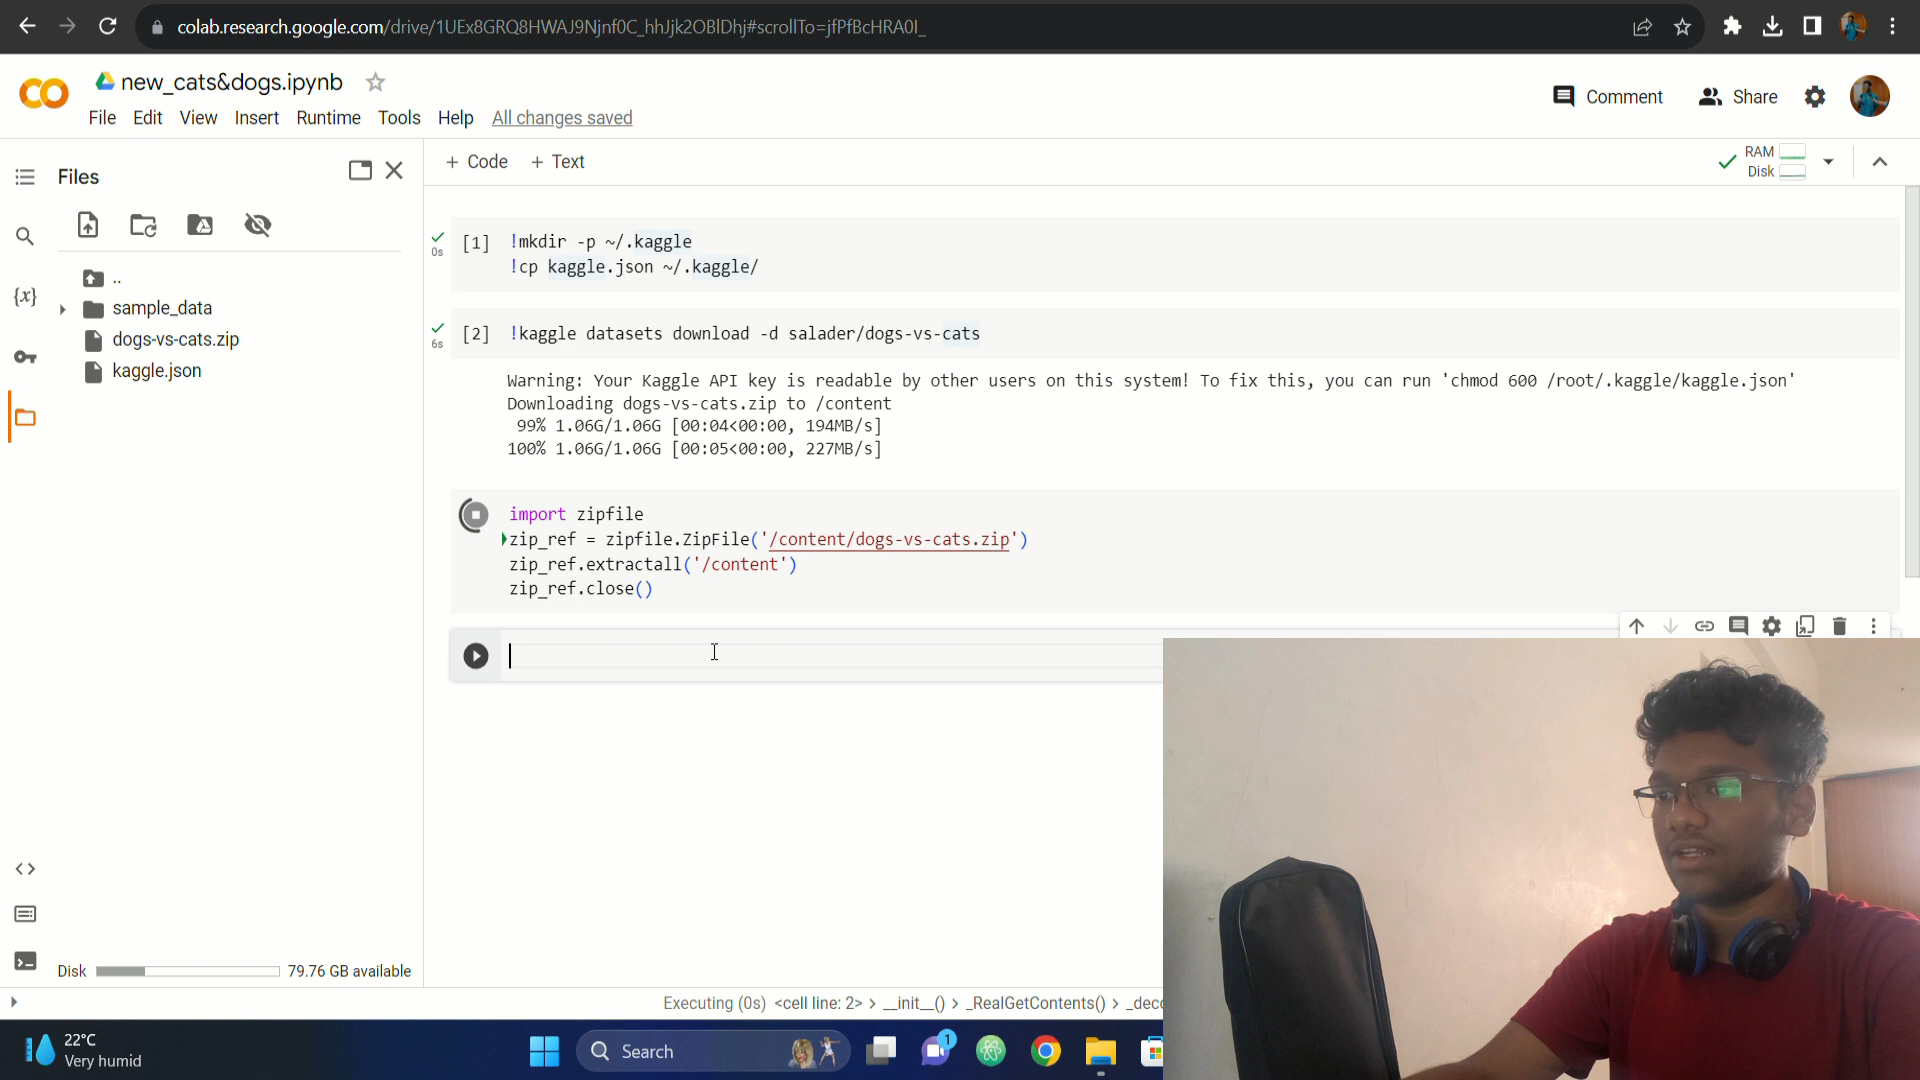 colab.research.google.com/drive/1UEx8GRQ8HWAJ9Njnf0C_hhJjk2OBlDhj#scrollTo=jfPfBcHRA0I_
new_cats&dogs.ipynb
Comment
Share
File Edit View Insert Runtime Tools Help All changes saved
Files
+ Code + Text
RAM
Disk
..
sample_data
dogs-vs-cats.zip
kaggle.json
{x}
0s
[1] !mkdir -p ~/.kaggle
!cp kaggle.json ~/.kaggle/
6s
[2] !kaggle datasets download -d salader/dogs-vs-cats
Warning: Your Kaggle API key is readable by other users on this system! To fix this, you can run 'chmod 600 /root/.kaggle/kaggle.json'
Downloading dogs-vs-cats.zip to /content
99% 1.06G/1.06G [00:04<00:00, 194MB/s]
100% 1.06G/1.06G [00:05<00:00, 227MB/s]
import zipfile
zip_ref = zipfile.ZipFile('/content/dogs-vs-cats.zip')
zip_ref.extractall('/content')
zip_ref.close()
Disk 79.76 GB available
Executing (0s) <cell line: 2> > __init__() > _RealGetContents() > _deco
22°C
Very humid
Search
1